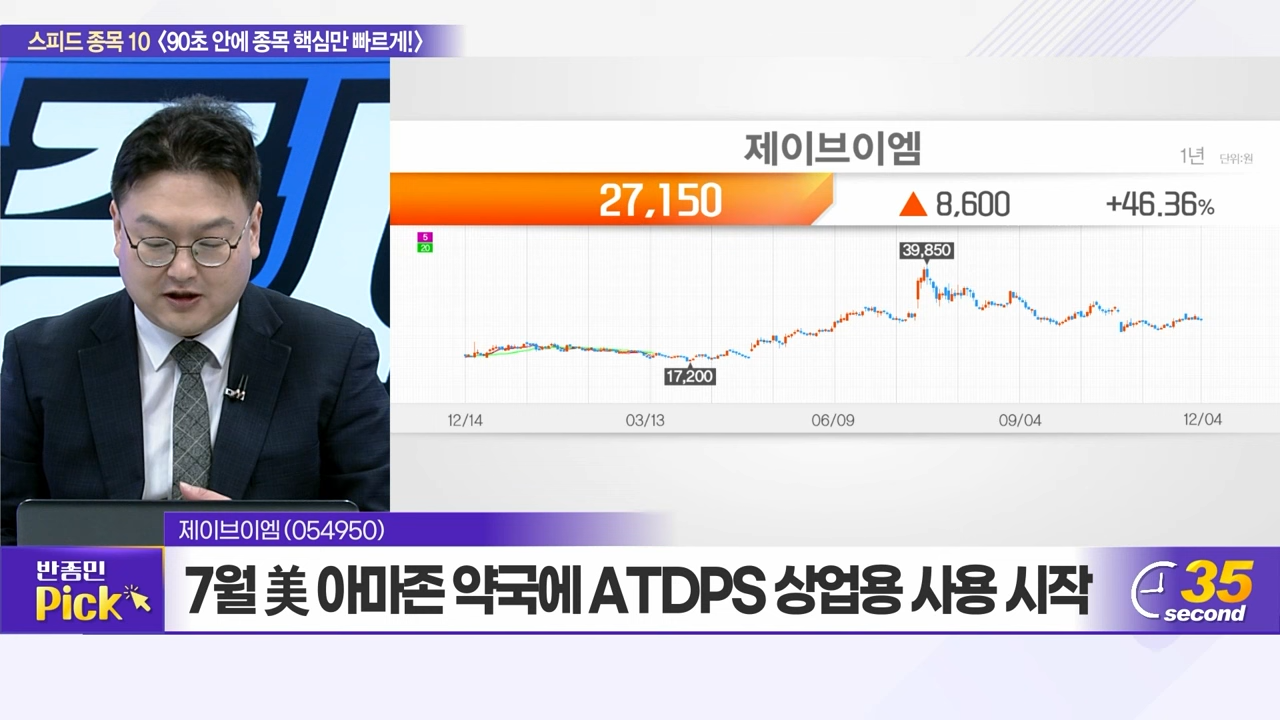 스피드 종목 10 〈90초 안에 종목 핵심만 빠르게!〉
제이브이엠
1년 단위:원
27,150 ▲ 8,600 +46.36%
5
20
39,850
17,200
12/14 03/13 06/09 09/04 12/04
제이브이엠(054950)
반종민
Pick
7월 美 아마존 약국에 ATDPS 상업용 사용 시작
35
second